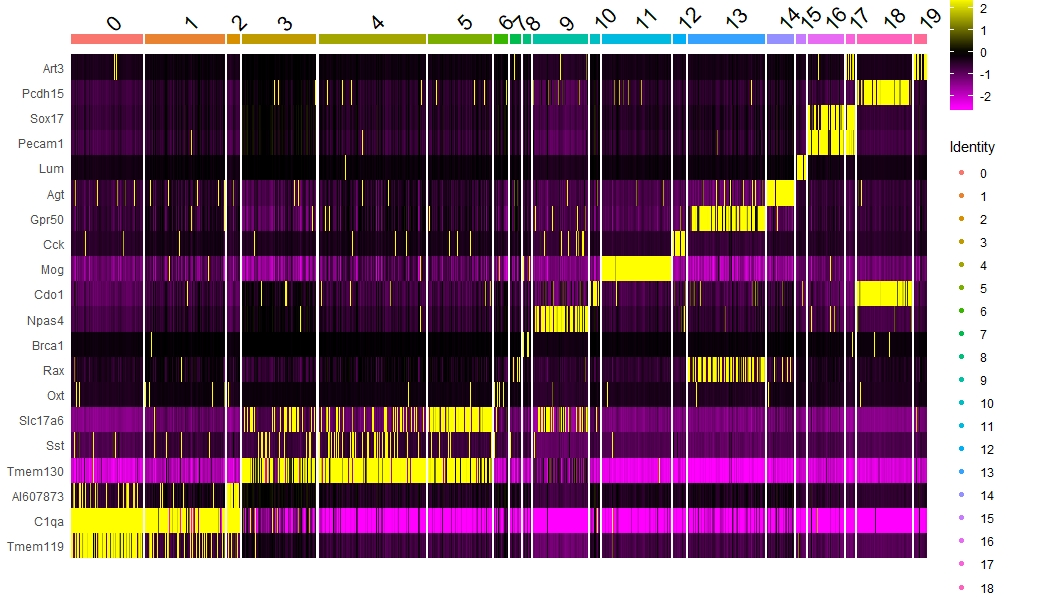 0 1 2 3 4 5 6 7 8 9 10 11 12 13 14 15 16 17 18 19
Art3
Pcdh15
Sox17
Pecam1
Lum
Agt
Gpr50
Cck
Mog
Cdo1
Npas4
Brca1
Rax
Oxt
Slc17a6
Sst
Tmem130
AI607873
C1qa
Tmem119
2
1
0
-1
-2
Identity
0
1
2
3
4
5
6
7
8
9
10
11
12
13
14
15
16
17
18